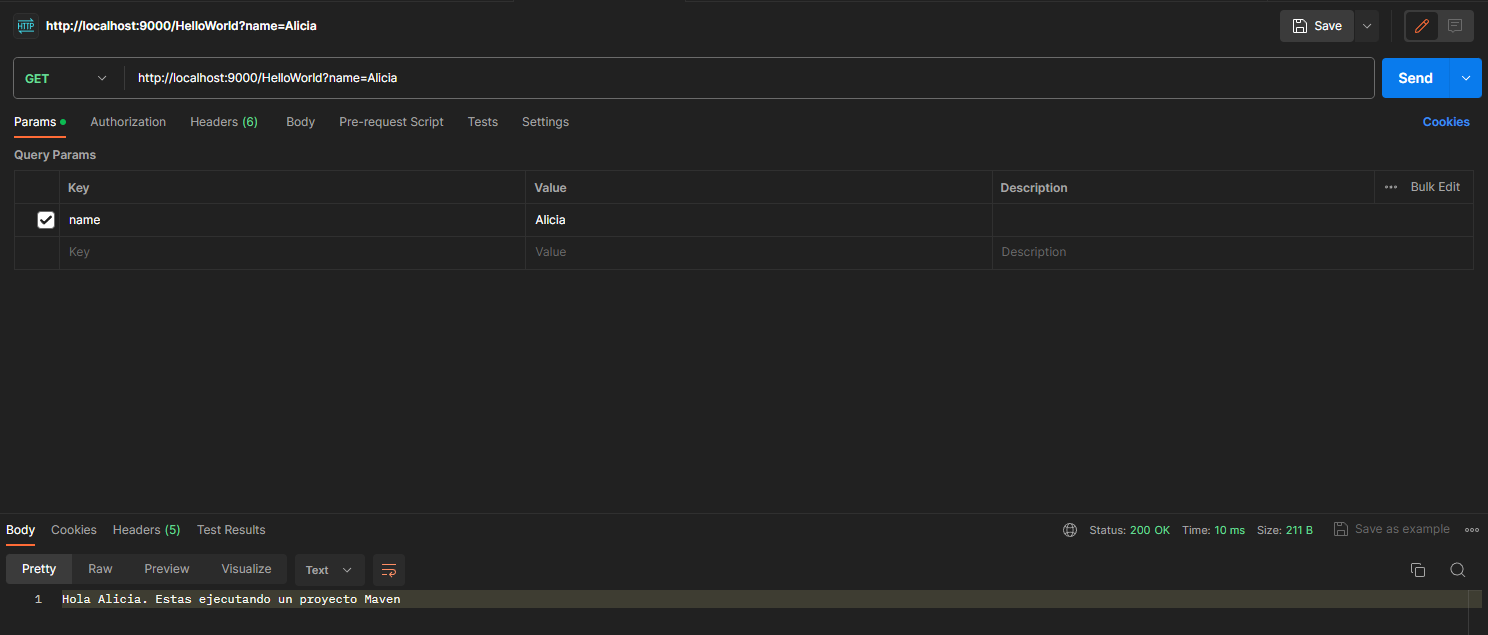 HTTP http://localhost:9000/HelloWorld?name=Alicia Save
GET http://localhost:9000/HelloWorld?name=Alicia Send
Params Authorization Headers (6) Body Pre-request Script Tests Settings Cookies
Query Params
Key Value Description Bulk Edit
name Alicia
Key Value Description
Body Cookies Headers (5) Test Results Status: 200 OK Time: 10 ms Size: 211 B Save as example
Pretty Raw Preview Visualize Text
1 Hola Alicia. Estas ejecutando un proyecto Maven